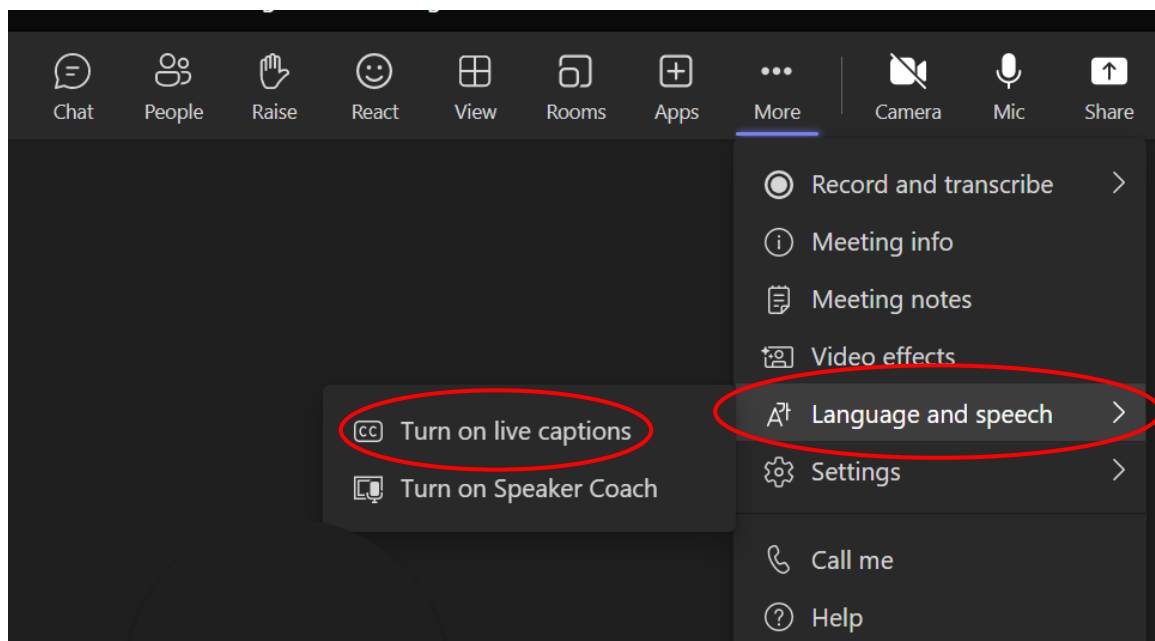 Chat People Raise React View Rooms Apps More Camera Mic Share
Record and transcribe
Meeting info
Meeting notes
Video effects
Language and speech
CC Turn on live captions
Turn on Speaker Coach
Settings
Call me
Help